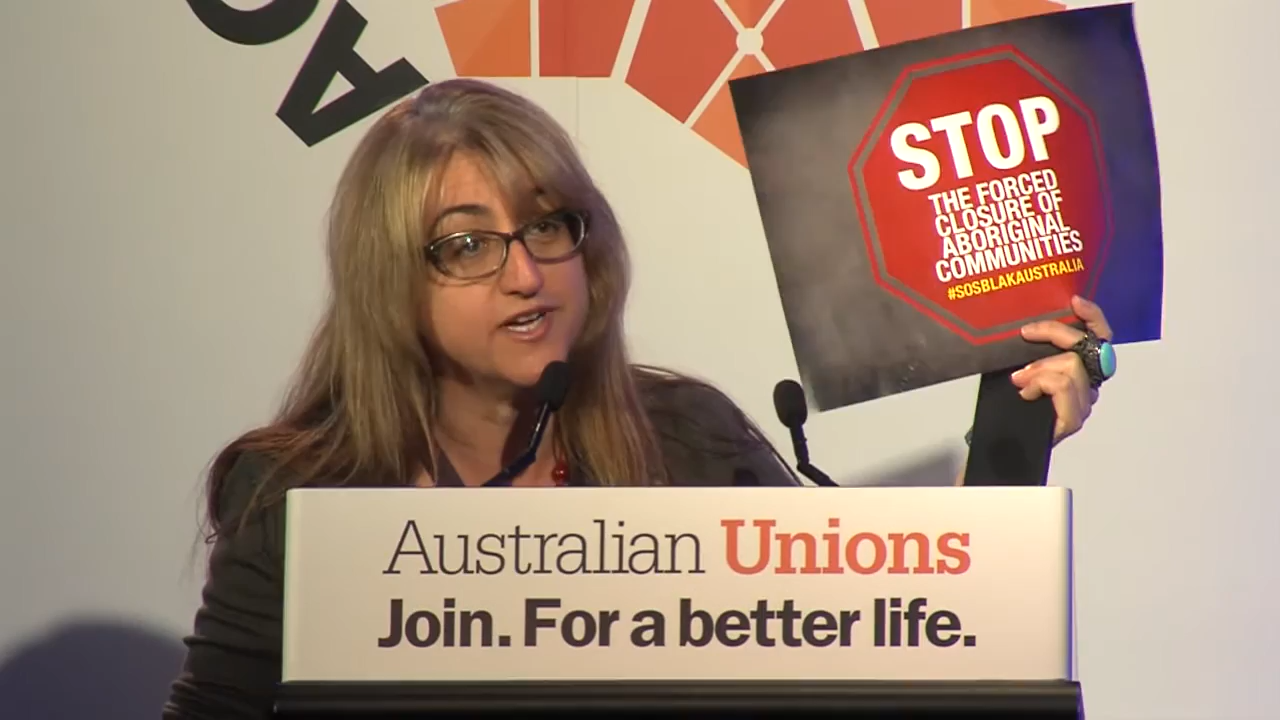 STOP
THE FORCED
CLOSURE OF
ABORIGINAL
COMMUNITIES
#SOSBLAKAUSTRALIA
Australian Unions
Join. For a better life.